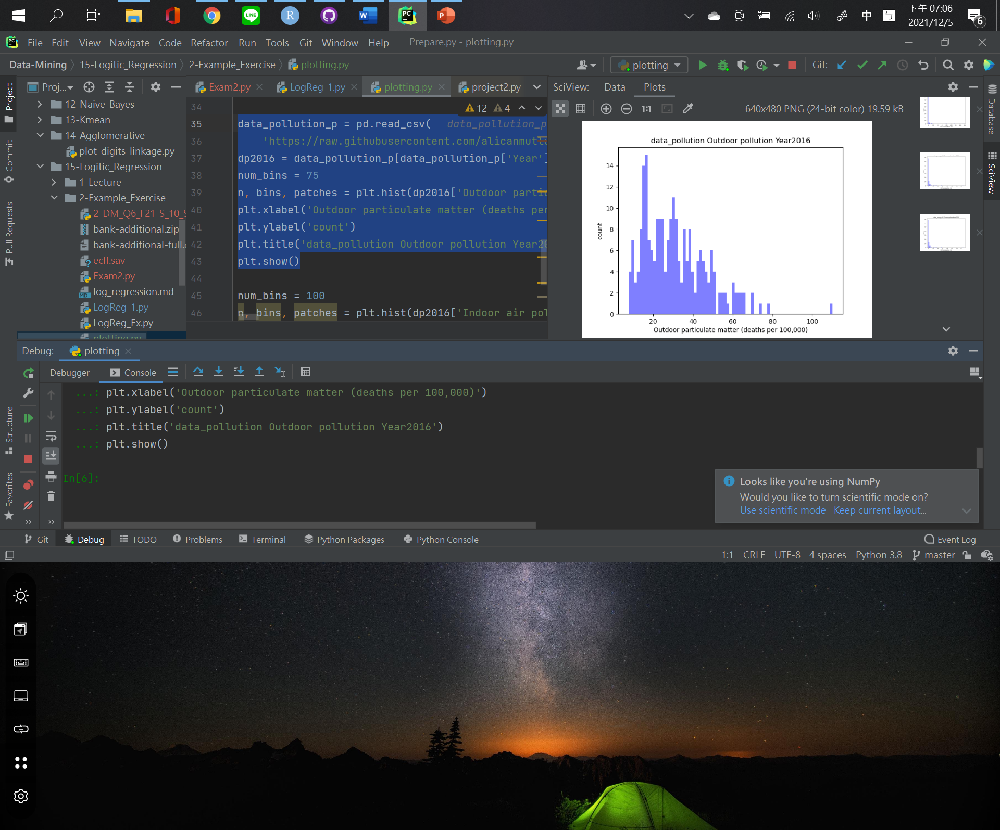 下午 07:06
2021/12/5
6
中
ㄅ
File Edit View Navigate Code Refactor Run Tools Git Window Help Prepare.py - plotting.py
Data-Mining 15-Logitic_Regression 2-Example_Exercise plotting.py
plotting
Git:
Proj...
Exam2.py LogReg_1.py plotting.py project2.py
SciView: Data Plots
Project
Commit
Pull Requests
Structure
Favorites
Database
SciView
12-Naive-Bayes
13-Kmean
14-Agglomerative
plot_digits_linkage.py
15-Logitic_Regression
1-Lecture
2-Example_Exercise
2-DM_Q6_F21-S_10_
bank-additional.zip
bank-additional-full.
eclf.sav
Exam2.py
log_regression.md
LogReg_1.py
LogReg_Ex.py
plotting.py
12 4
34
35 data_pollution_p = pd.read_csv( data_pollution_p
36 'https://raw.githubusercontent.com/alicanmutlu
37 dp2016 = data_pollution_p[data_pollution_p['Year']
38 num_bins = 75
39 n, bins, patches = plt.hist(dp2016['Outdoor partic
40 plt.xlabel('Outdoor particulate matter (deaths per
41 plt.ylabel('count')
42 plt.title('data_pollution Outdoor pollution Year20
43 plt.show()
44
45 num_bins = 100
46 n, bins, patches = plt.hist(dp2016['Indoor air pol
1:1
640x480 PNG (24-bit color) 19.59 kB
data_pollution Outdoor pollution Year2016
14
12
10
8
6
4
2
0
count
20 40 60 80 100
Outdoor particulate matter (deaths per 100,000)
Debug: plotting
Debugger Console
...: plt.xlabel('Outdoor particulate matter (deaths per 100,000)')
...: plt.ylabel('count')
...: plt.title('data_pollution Outdoor pollution Year2016')
...: plt.show()
In[6]:
Looks like you're using NumPy
Would you like to turn scientific mode on?
Use scientific mode Keep current layout...
Git Debug TODO Problems Terminal Python Packages Python Console Event Log
1:1 CRLF UTF-8 4 spaces Python 3.8 master